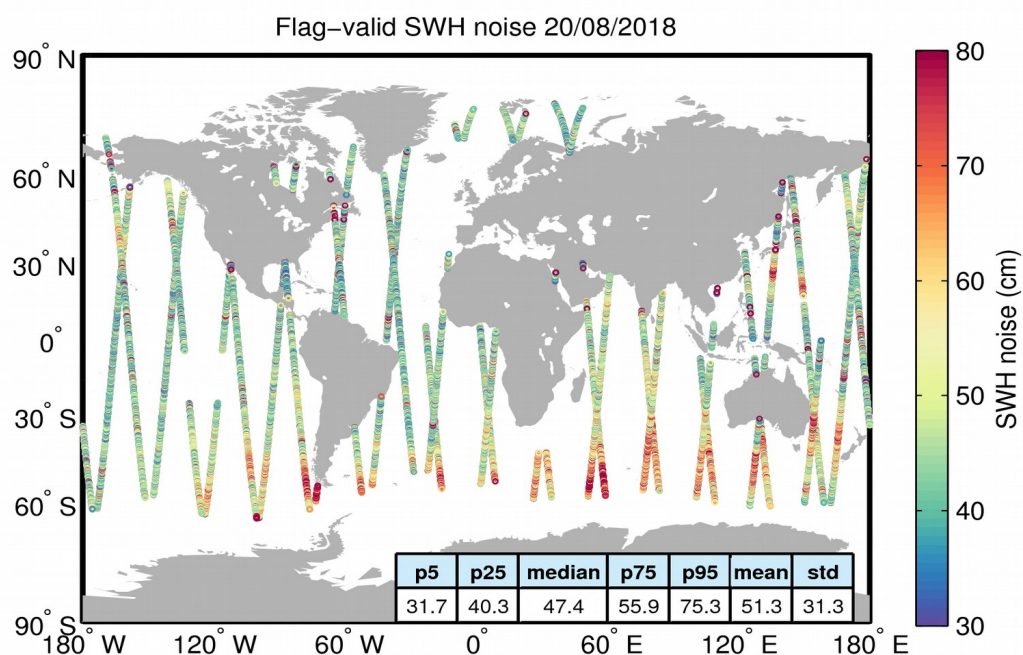 Flag−valid SWH noise 20/08/2018
90° N
60° N
30° N
0°
30° S
60° S
90° S
180° W
120° W
60° W
0°
60° E
120° E
180° E
p5 p25 median p75 p95 mean std
31.7 40.3 47.4 55.9 75.3 51.3 31.3
80
70
60
50
40
30
SWH noise (cm)